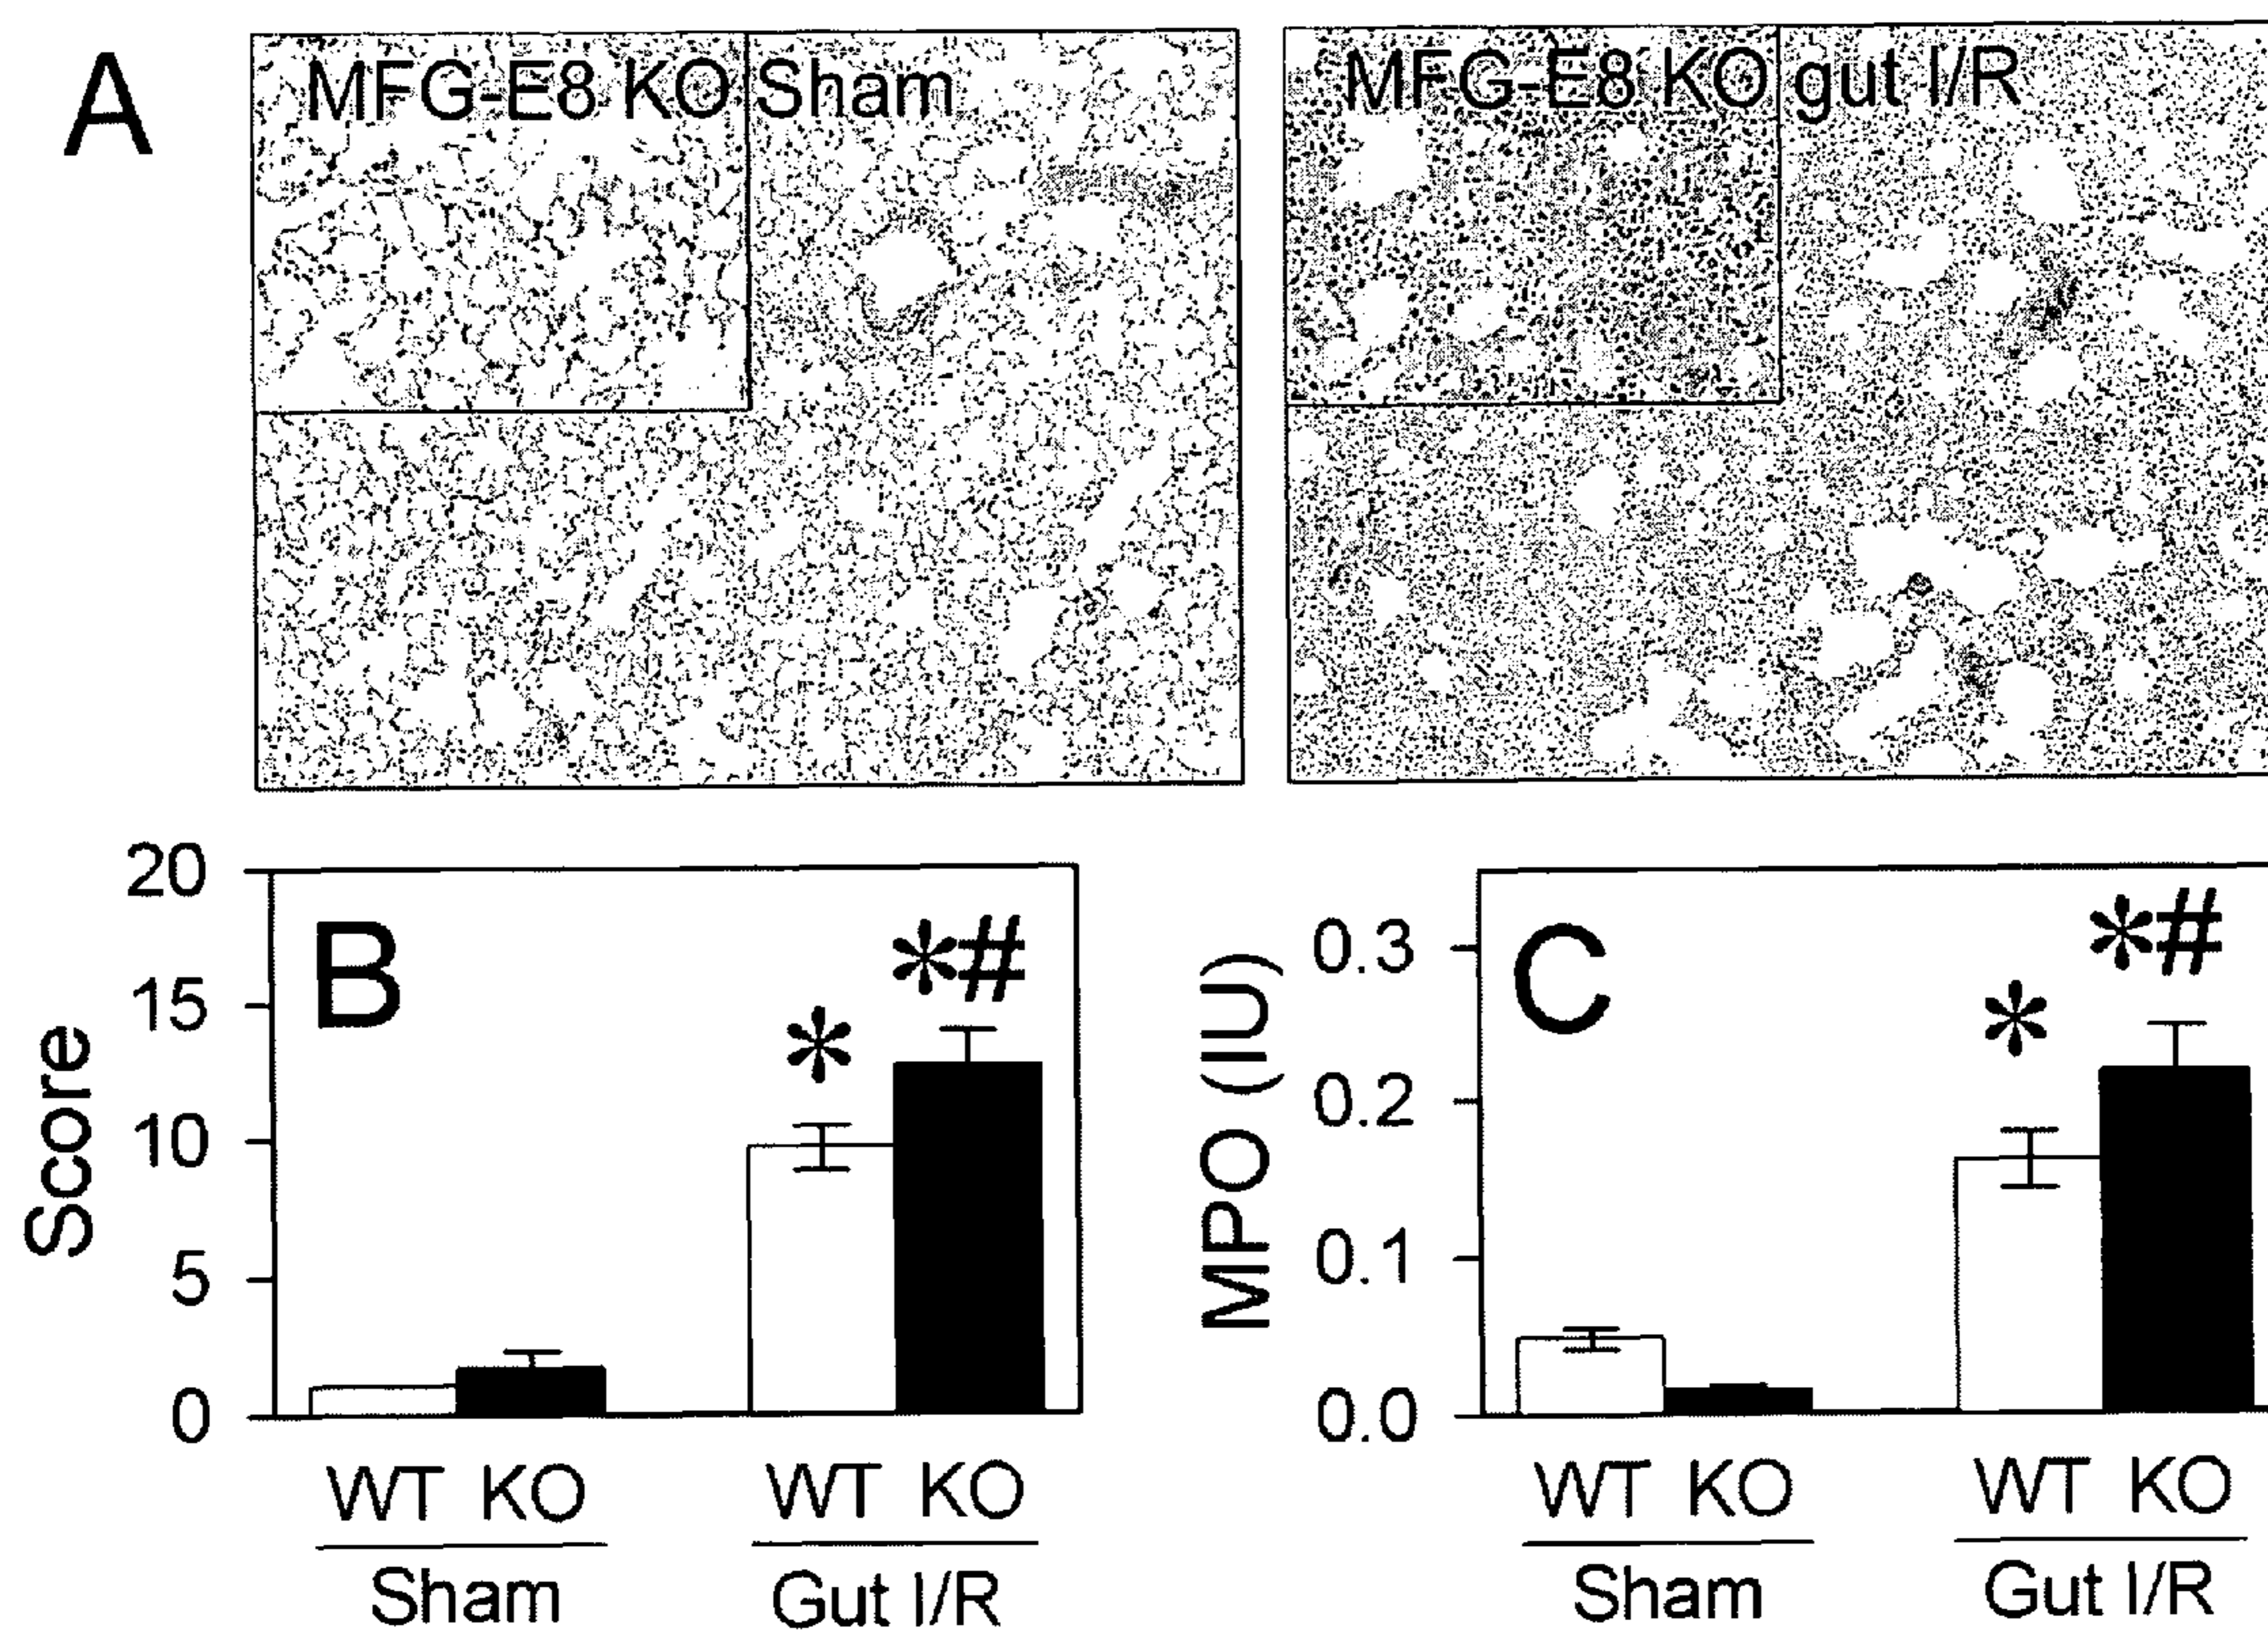 A
MFG-E8 KO Sham
MFG-E8 KO gut I/R
B
Score
20
15
10
5
0
*
*#
WT KO
WT KO
Sham
Gut I/R
C
MPO (IU)
0.3
0.2
0.1
0.0
*
*#
WT KO
WT KO
Sham
Gut I/R